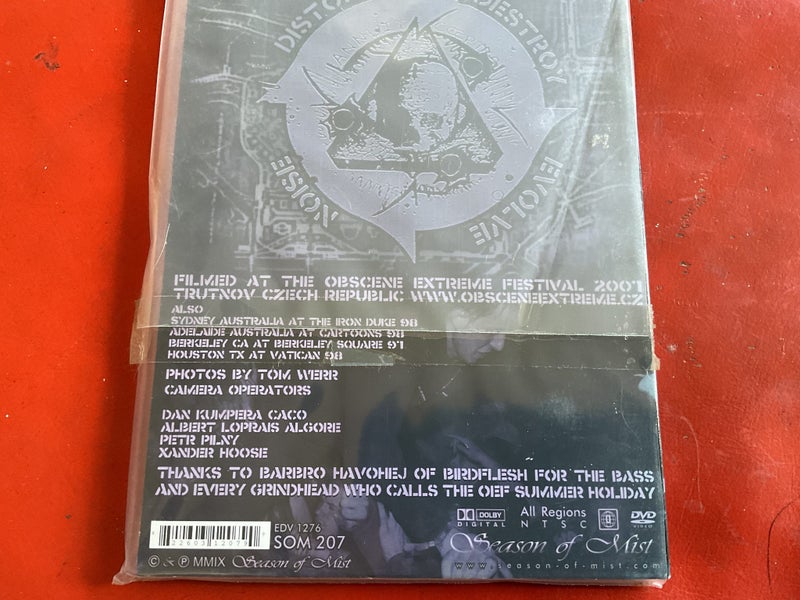 DESTROY
NOISE
EVOLVE
FILMED AT THE OBSCENE EXTREME FESTIVAL 2007
TRUTNOV CZECH REPUBLIC WWW.OBSCENEEXTREME.CZ
ALSO
SYDNEY AUSTRALIA AT THE IRON DUKE 98
ADELAIDE AUSTRALIA AT CARTOONS 98
BERKELEY CA AT BERKELEY SQUARE 91
HOUSTON TX AT VATICAN 98
PHOTOS BY TOM WERR
CAMERA OPERATORS
DAN KUMPERA CACO
ALBERT LOPRAIS ALGORE
PETR PILNY
XANDER HOOSE
THANKS TO BARBRO HAVOHEJ OF BIRDFLESH FOR THE BASS
AND EVERY GRINDHEAD WHO CALLS THE OEF SUMMER HOLIDAY
EDV 1276
SOM 207
DOLBY
DIGITAL
All Regions
NTSC
0
DVD
VIDEO
© & ℗ MMIX Season of Mist
Season of Mist
www.season-of-mist.com